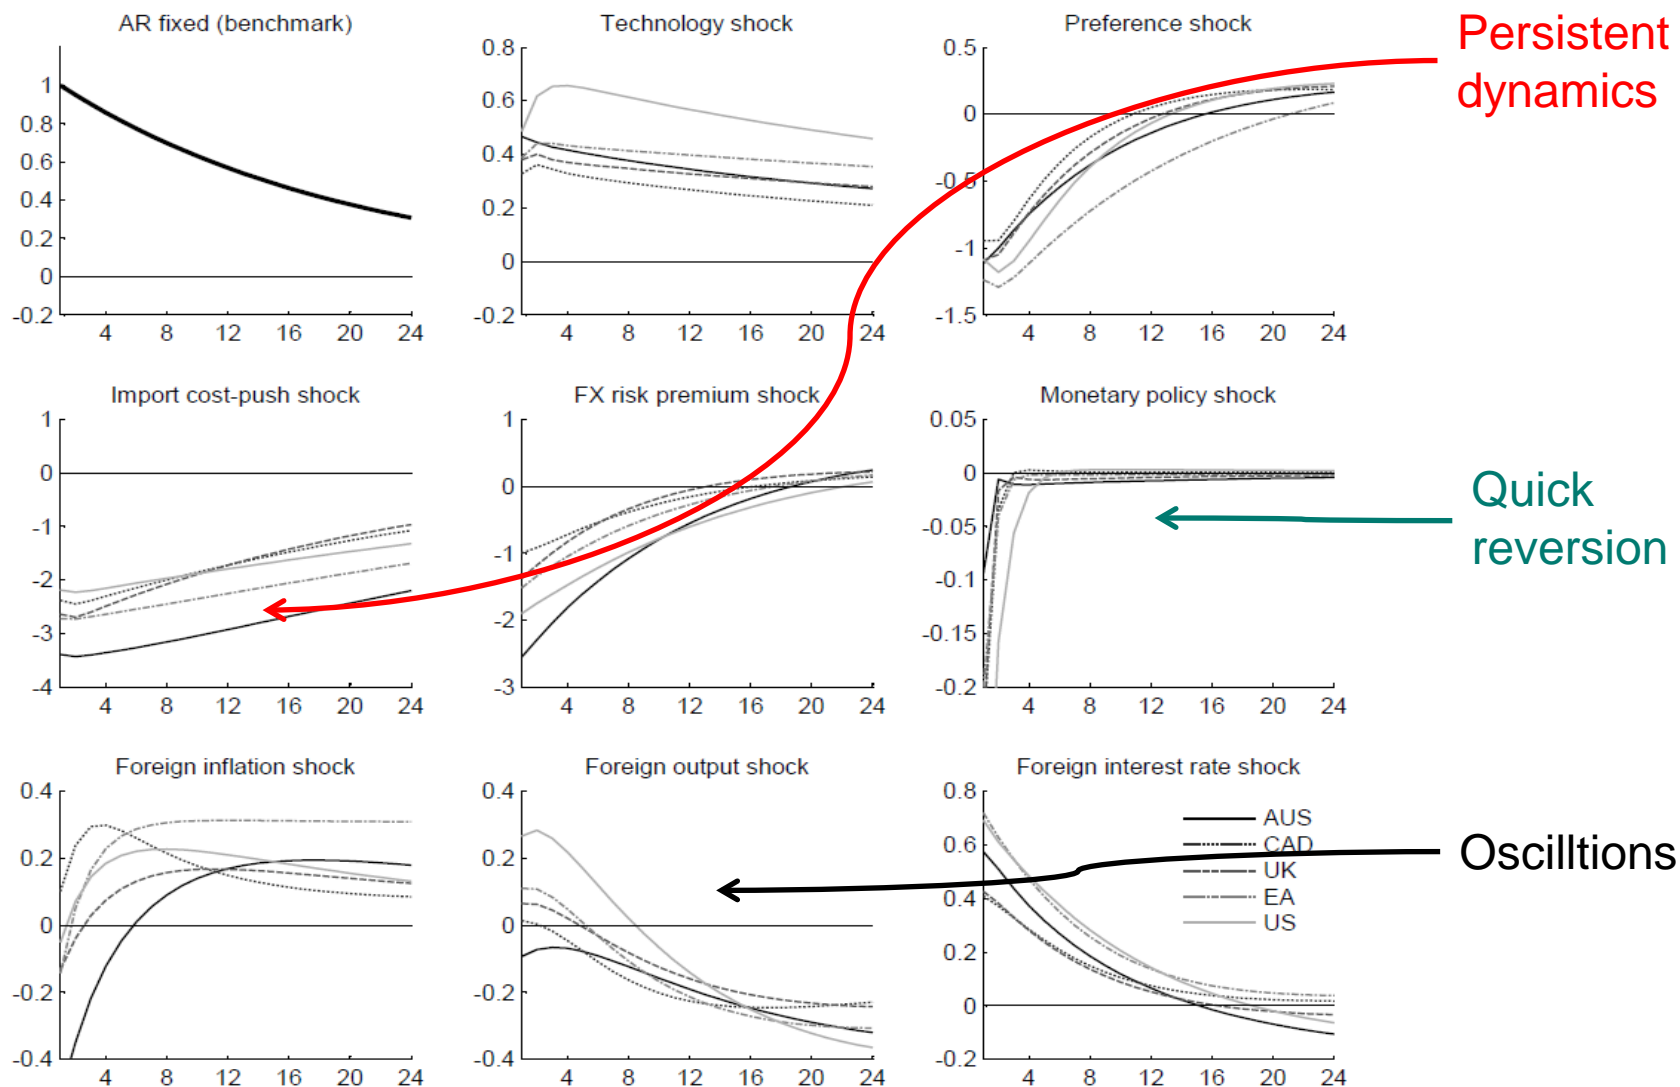 AR fixed (benchmark)
Technology shock
Preference shock
Persistent
dynamics
1
0.8
0.6
0.4
0.2
0
-0.2
4 8 12 16 20 24
0.8
0.6
0.4
0.2
0
-0.2
4 8 12 16 20 24
0.5
0
-0.5
-1
-1.5
4 8 12 16 20 24
Import cost-push shock
FX risk premium shock
Monetary policy shock
1
0
-1
-2
-3
-4
4 8 12 16 20 24
1
0
-1
-2
-3
4 8 12 16 20 24
0.05
0
-0.05
-0.1
-0.15
-0.2
4 8 12 16 20 24
Quick
reversion
Foreign inflation shock
Foreign output shock
Foreign interest rate shock
0.4
0.2
0
-0.2
-0.4
4 8 12 16 20 24
0.4
0.2
0
-0.2
-0.4
4 8 12 16 20 24
0.8
0.6
0.4
0.2
0
-0.2
4 8 12 16 20 24
AUS
CAD
UK
EA
US
Oscilltions